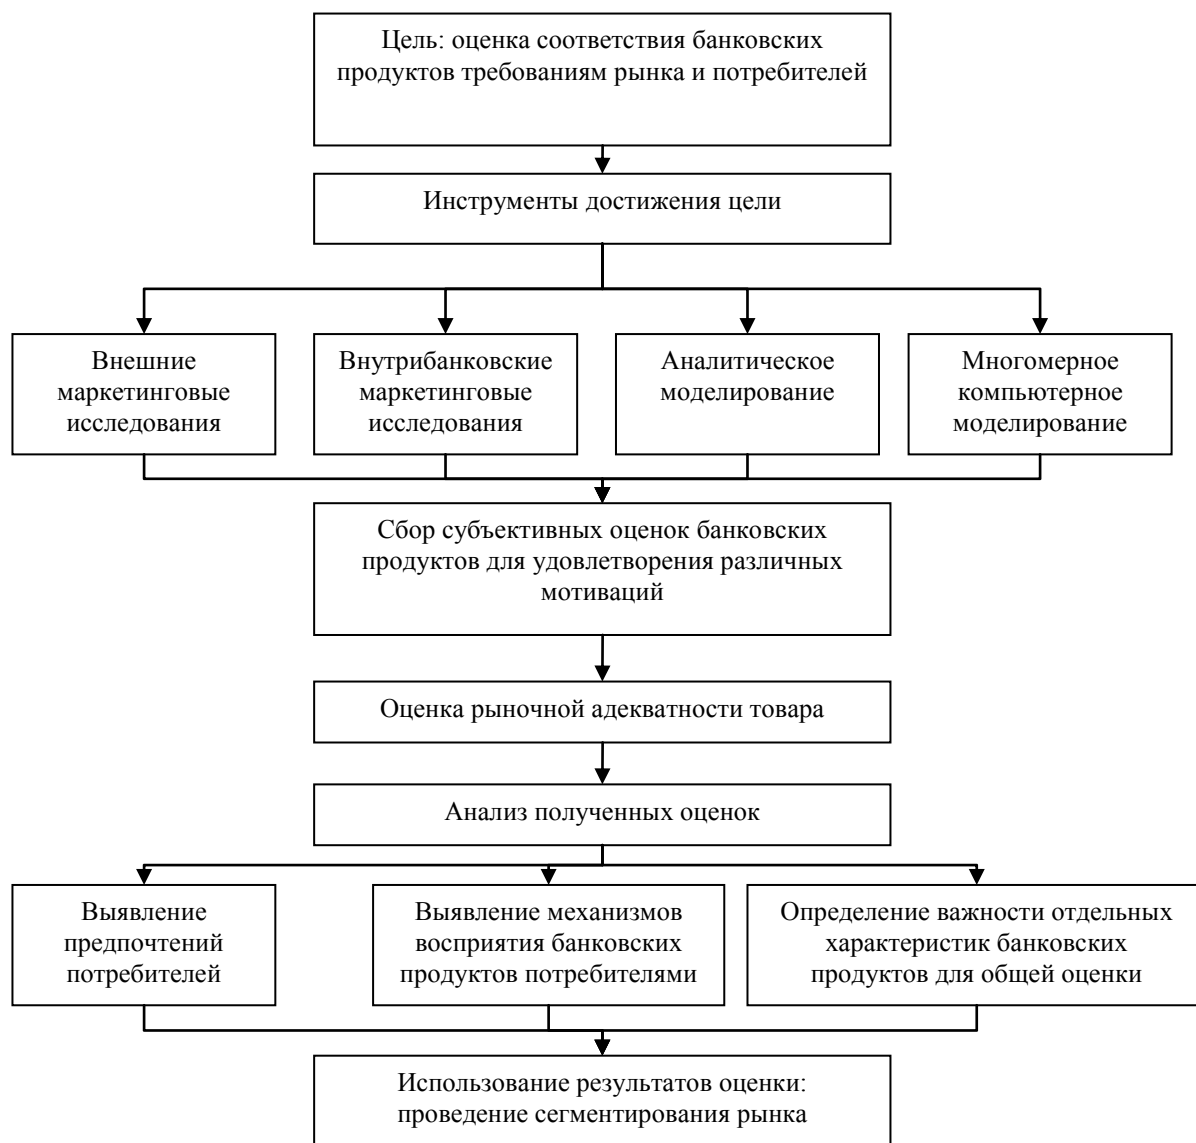 Цель: оценка соответствия банковских
продуктов требованиям рынка и потребителей
Инструменты достижения цели
Внешние
маркетинговые
исследования
Внутрибанковские
маркетинговые
исследования
Аналитическое
моделирование
Многомерное
компьютерное
моделирование
Сбор субъективных оценок банковских
продуктов для удовлетворения различных
мотиваций
Оценка рыночной адекватности товара
Анализ полученных оценок
Выявление
предпочтений
потребителей
Выявление механизмов
восприятия банковских
продуктов потребителями
Определение важности отдельных
характеристик банковских
продуктов для общей оценки
Использование результатов оценки:
проведение сегментирования рынка